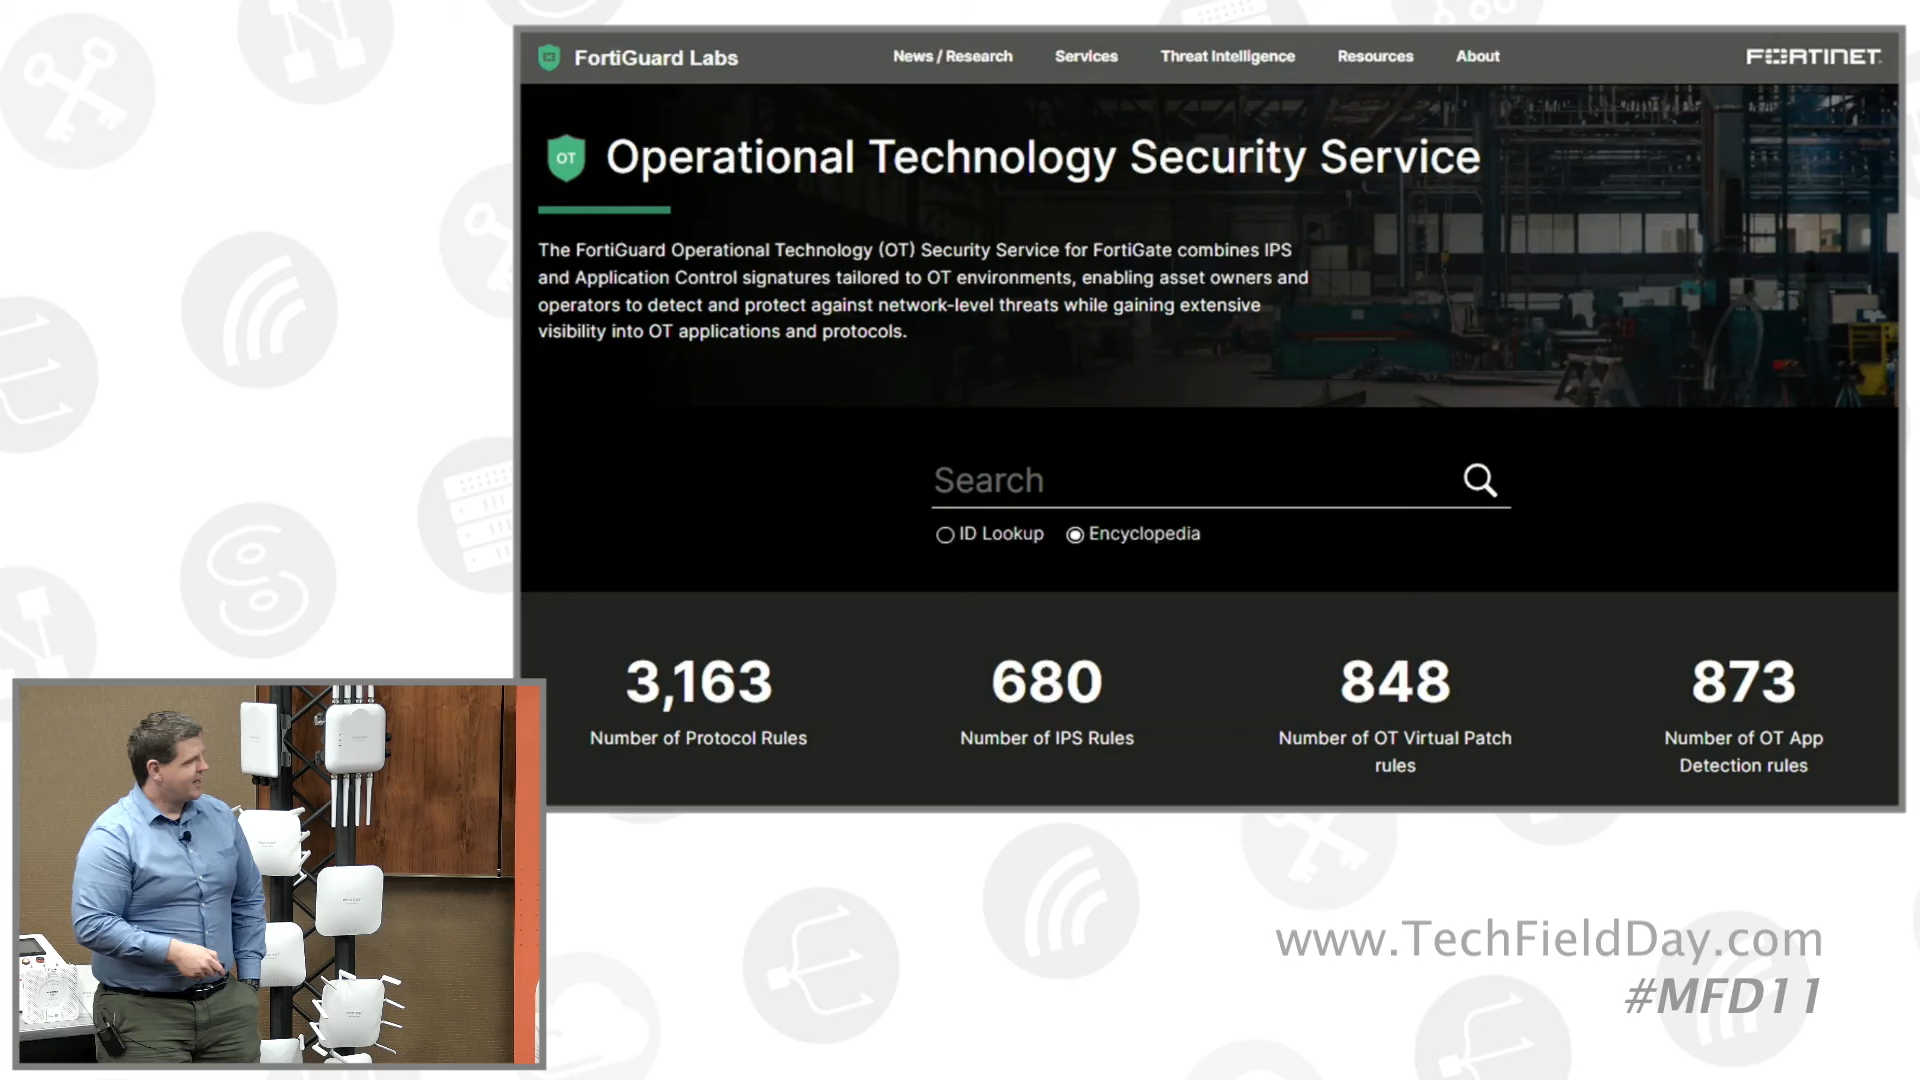 FortiGuard Labs
News / Research
Services
Threat Intelligence
Resources
About
FORTINET
OT
Operational Technology Security Service
The FortiGuard Operational Technology (OT) Security Service for FortiGate combines IPS
and Application Control signatures tailored to OT environments, enabling asset owners and
operators to detect and protect against network-level threats while gaining extensive
visibility into OT applications and protocols.
Search
ID Lookup
Encyclopedia
3,163
Number of Protocol Rules
680
Number of IPS Rules
848
Number of OT Virtual Patch
rules
873
Number of OT App
Detection rules
www.TechFieldDay.com
#MFD11